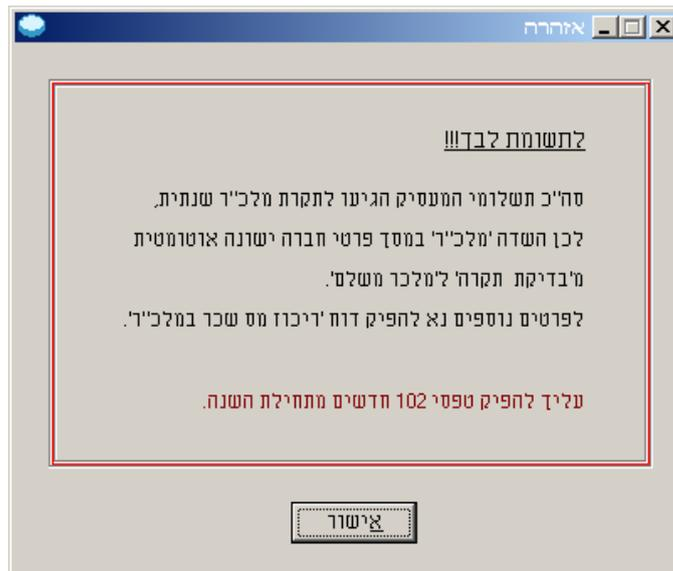 אזהרה
לתשומת לבך!!!
סה"כ תשלומי המעסיק הגיעו לתקרת מלכ"ר שנתית,
לכן השדה 'מלכ"ר' במסך פרטי חברה ישונה אוטומטית
מ'בדיקת תקרה' ל'מלכר משלם'.
לפרטים נוספים נא להפיק דוח 'ריכוז מס שכר במלכ"ר'.
עליך להפיק טפסי 102 חדשים מתחילת השנה.
אישור